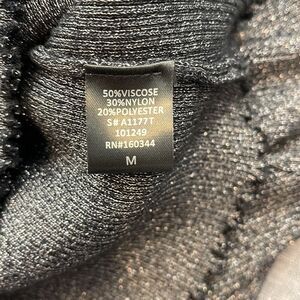 50%VISCOSE
30%NYLON
20%POLYESTER
S# A1177T
101249
RN#160344
M